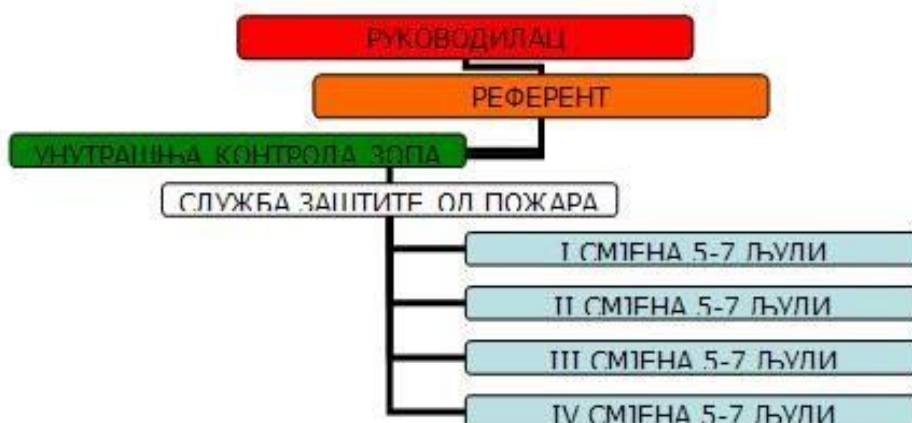 РУКОВОДИЛАЦ
РЕФЕРЕНТ
УНУТРАШЊА КОНТРОЛА ЗОПА
СЛУЖБА ЗАШТИТЕ ОД ПОЖАРА
I СМЈЕНА 5-7 ЉУДИ
II СМЈЕНА 5-7 ЉУДИ
III СМЈЕНА 5-7 ЉУДИ
IV СМЈЕНА 5-7 ЉУДИ